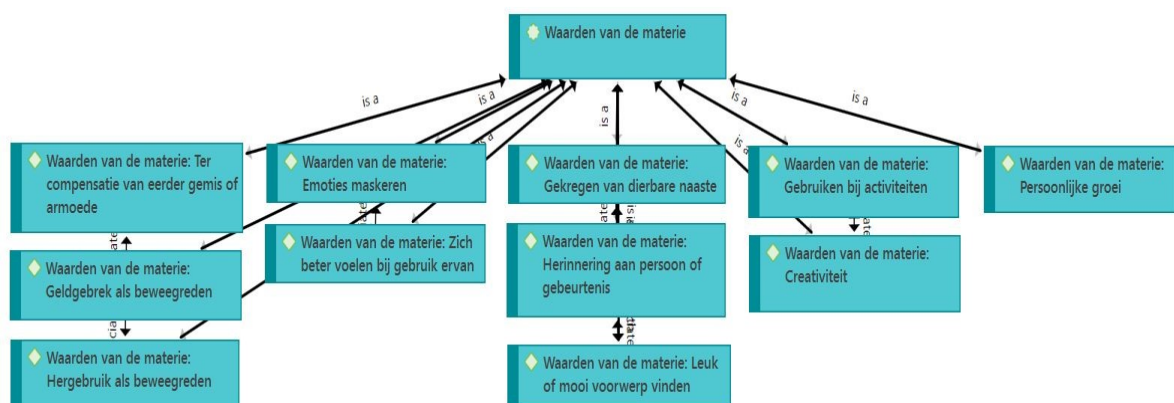 Waarden van de materie
is a
is a
is a
is a
is a
is a
Waarden van de materie: Ter
compensatie van eerder gemis of
armoede
Waarden van de materie:
Emoties maskeren
Waarden van de materie:
Gekregen van dierbare naaste
Waarden van de materie:
Gebruiken bij activiteiten
Waarden van de materie:
Persoonlijke groei
Waarden van de materie:
Geldgebrek als beweegreden
Waarden van de materie: Zich
beter voelen bij gebruik ervan
Waarden van de materie:
Herinnering aan persoon of
gebeurtenis
Waarden van de materie:
Creativiteit
Waarden van de materie:
Hergebruik als beweegreden
Waarden van de materie: Leuk
of mooi voorwerp vinden